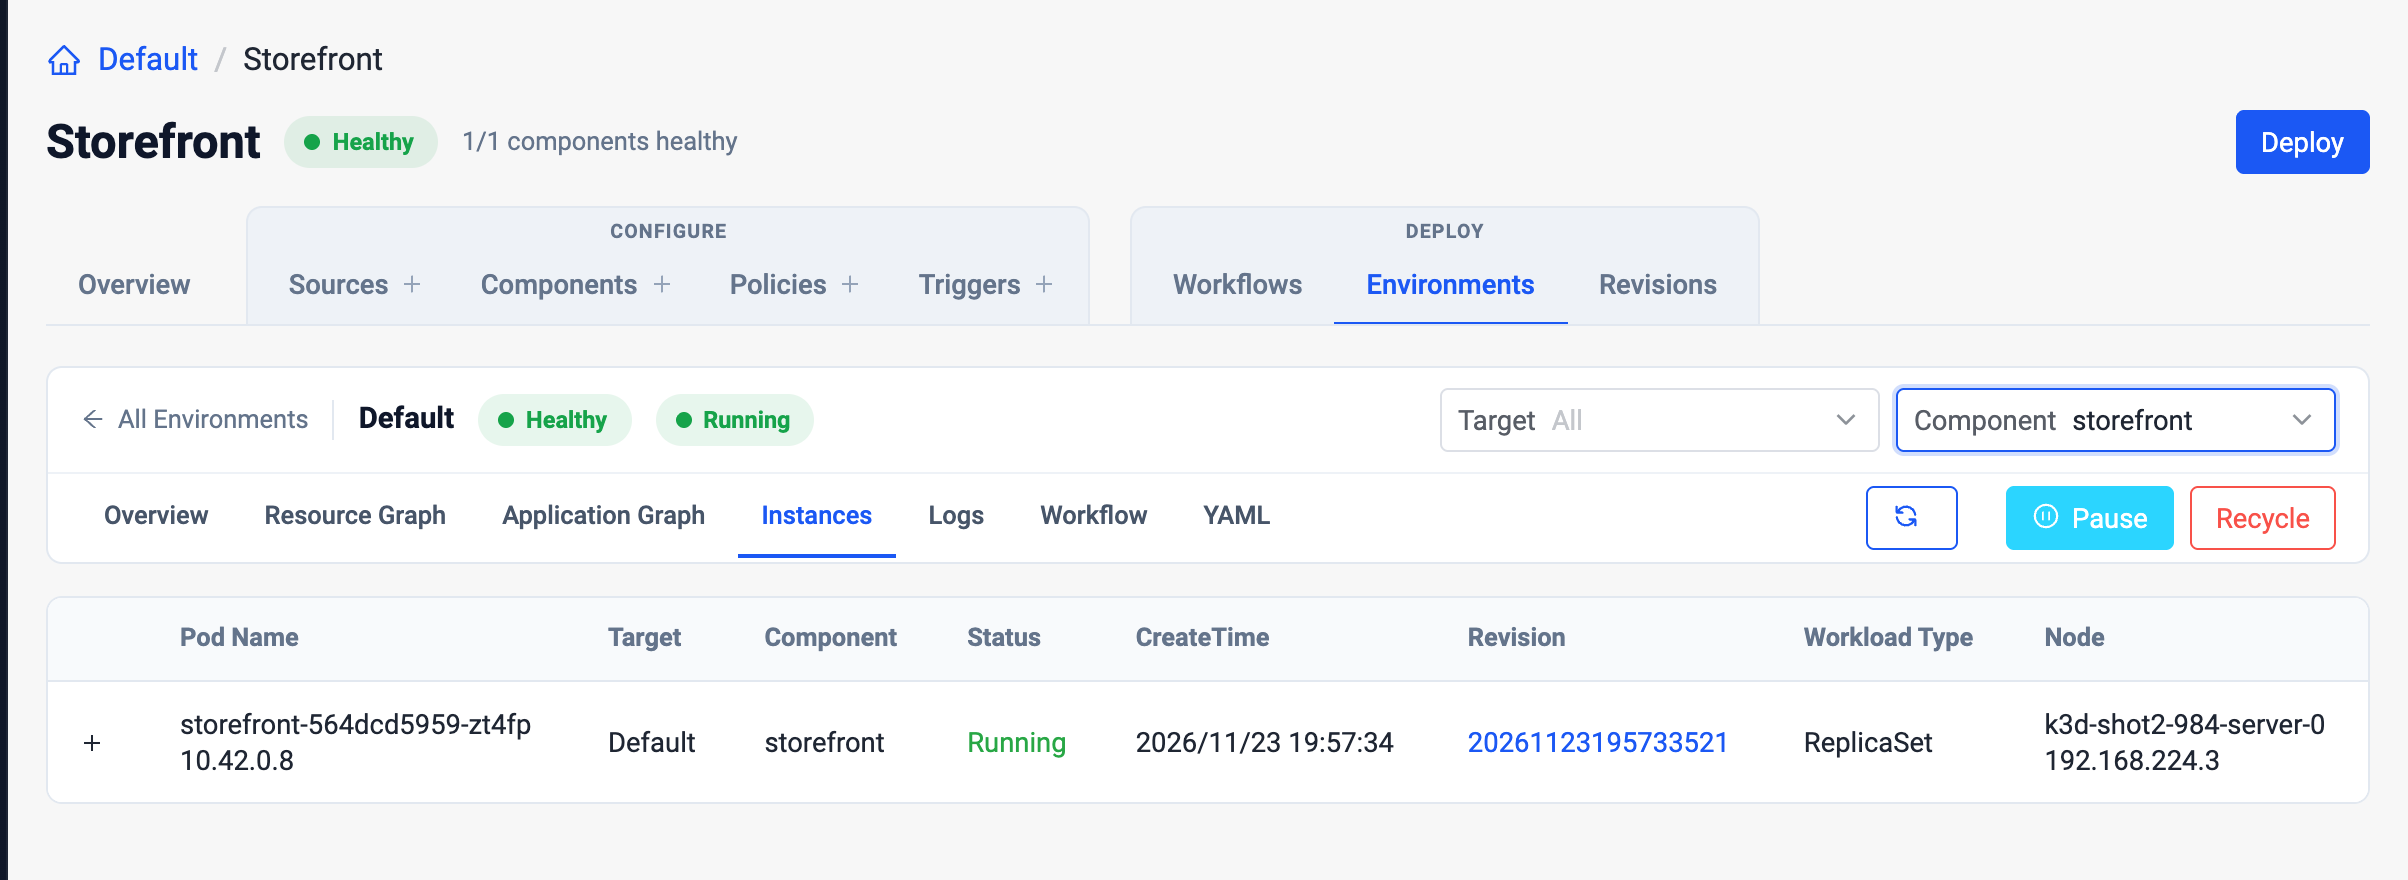 Default / Storefront
Storefront Healthy 1/1 components healthy Deploy
CONFIGURE DEPLOY
Overview Sources + Components + Policies + Triggers + Workflows Environments Revisions
← All Environments Default Healthy Running Target All Component storefront
Overview Resource Graph Application Graph Instances Logs Workflow YAML Pause Recycle
Pod Name Target Component Status CreateTime Revision Workload Type Node
+ storefront-564dcd5959-zt4fp Default storefront Running 2026/11/23 19:57:34 20261123195733521 ReplicaSet k3d-shot2-984-server-0
10.42.0.8 192.168.224.3